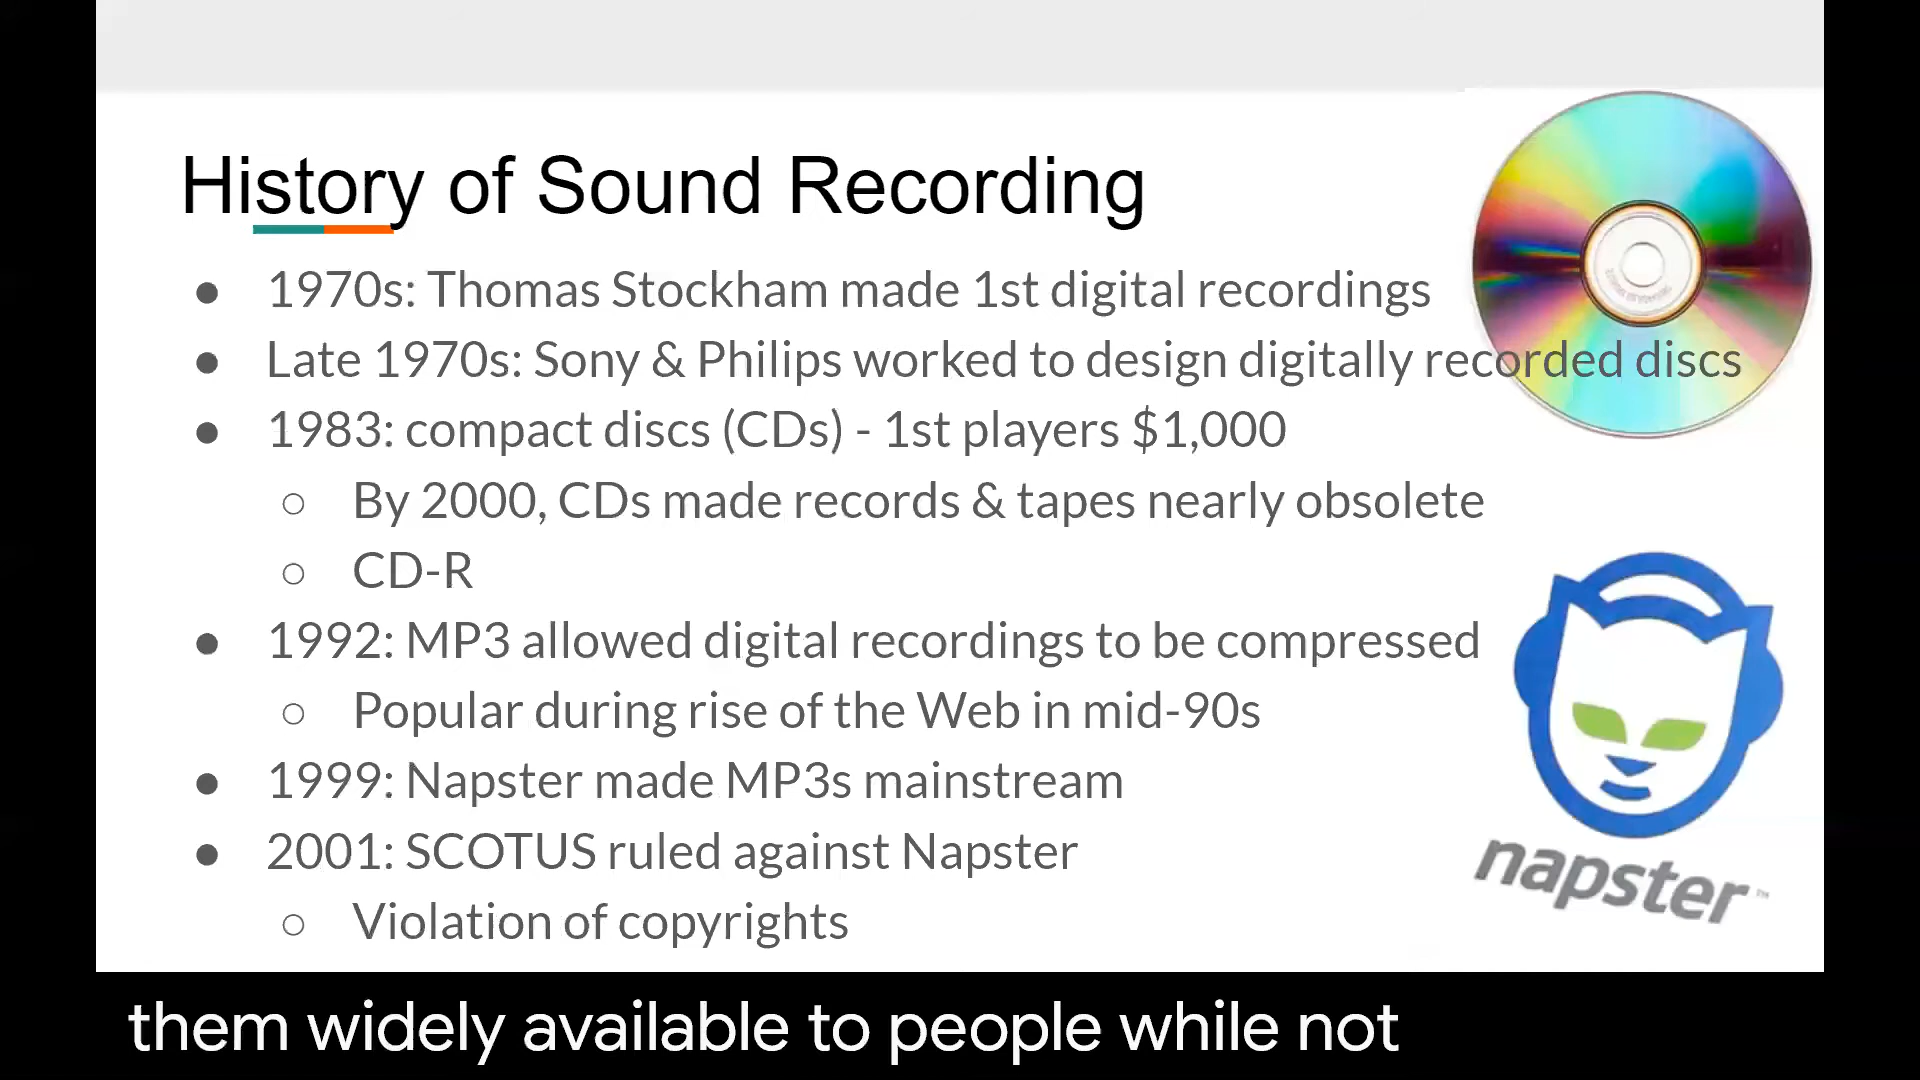 History of Sound Recording
● 1970s: Thomas Stockham made 1st digital recordings
● Late 1970s: Sony & Philips worked to design digitally recorded discs
● 1983: compact discs (CDs) - 1st players $1,000
○ By 2000, CDs made records & tapes nearly obsolete
○ CD-R
● 1992: MP3 allowed digital recordings to be compressed
○ Popular during rise of the Web in mid-90s
● 1999: Napster made MP3s mainstream
● 2001: SCOTUS ruled against Napster
○ Violation of copyrights
napster™
them widely available to people while not